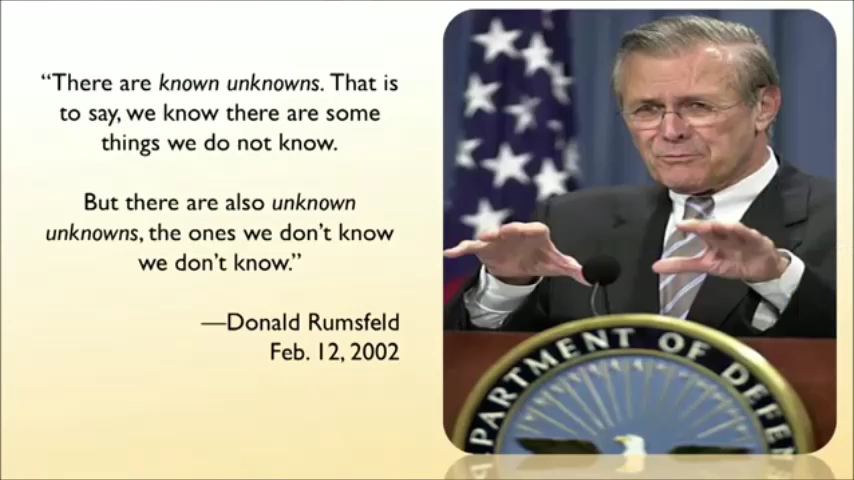 “There are known unknowns. That is
to say, we know there are some
things we do not know.
But there are also unknown
unknowns, the ones we don’t know
we don’t know.”
—Donald Rumsfeld
Feb. 12, 2002
PARTMENT OF DEFEN